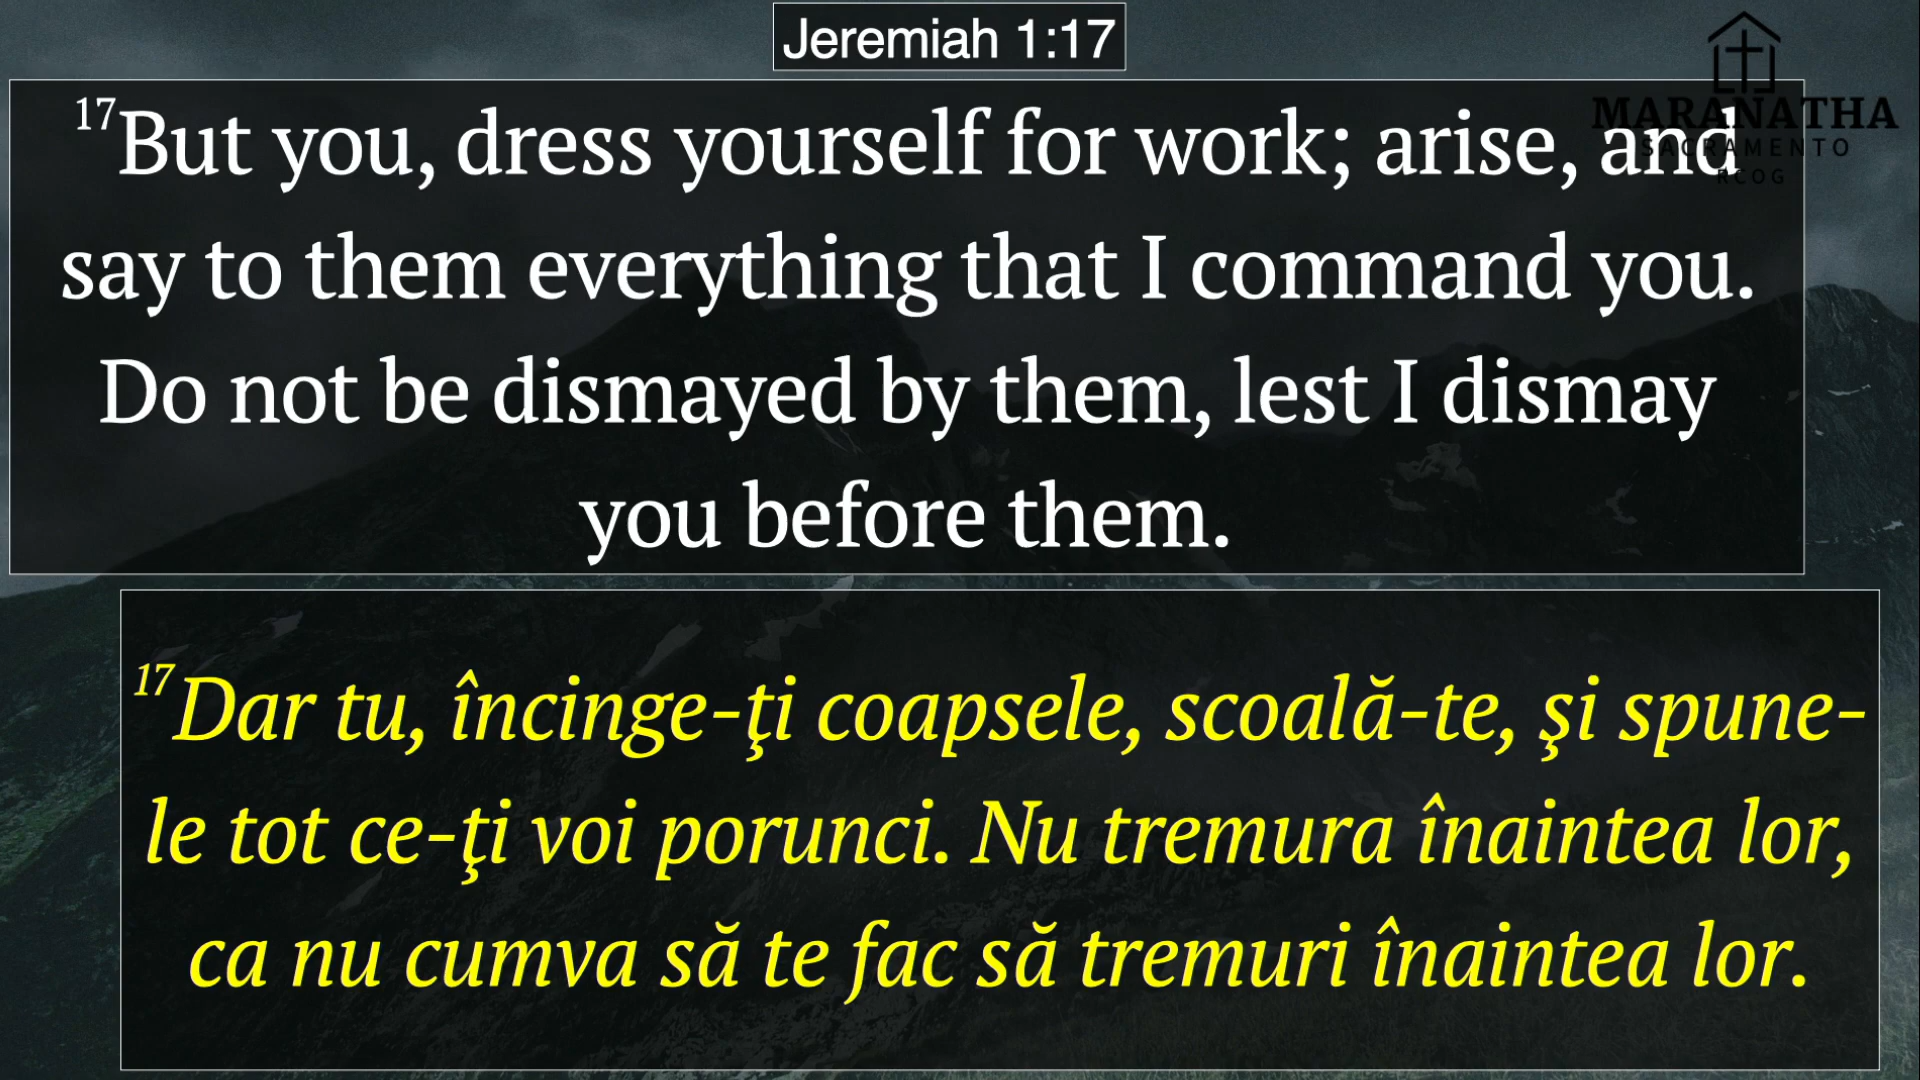 Jeremiah 1:17
MARANATHA
SACRAMENTO
RCOG
17But you, dress yourself for work; arise, and
say to them everything that I command you.
Do not be dismayed by them, lest I dismay
you before them.
17Dar tu, încinge-ţi coapsele, scoală-te, şi spune-
le tot ce-ţi voi porunci. Nu tremura înaintea lor,
ca nu cumva să te fac să tremuri înaintea lor.